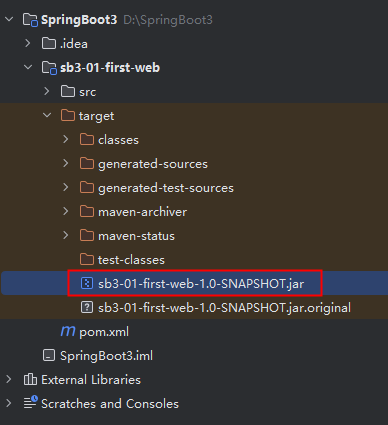 SpringBoot3 D:\SpringBoot3
.idea
sb3-01-first-web
src
target
classes
generated-sources
generated-test-sources
maven-archiver
maven-status
test-classes
sb3-01-first-web-1.0-SNAPSHOT.jar
sb3-01-first-web-1.0-SNAPSHOT.jar.original
pom.xml
SpringBoot3.iml
External Libraries
Scratches and Consoles